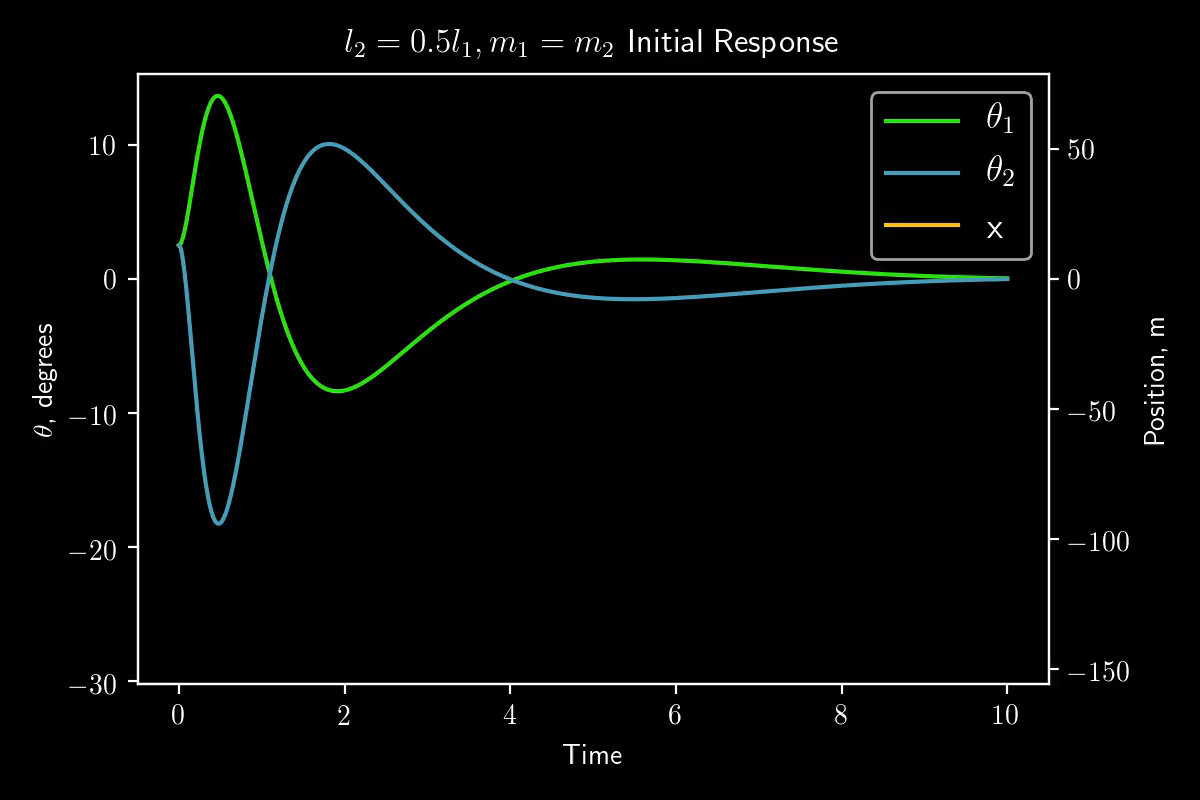 l₂ = 0.5l₁, m₁ = m₂ Initial Response
θ₁
θ₂
x
10
0
−10
−20
−30
θ, degrees
50
0
−50
−100
−150
Position, m
0 2 4 6 8 10
Time